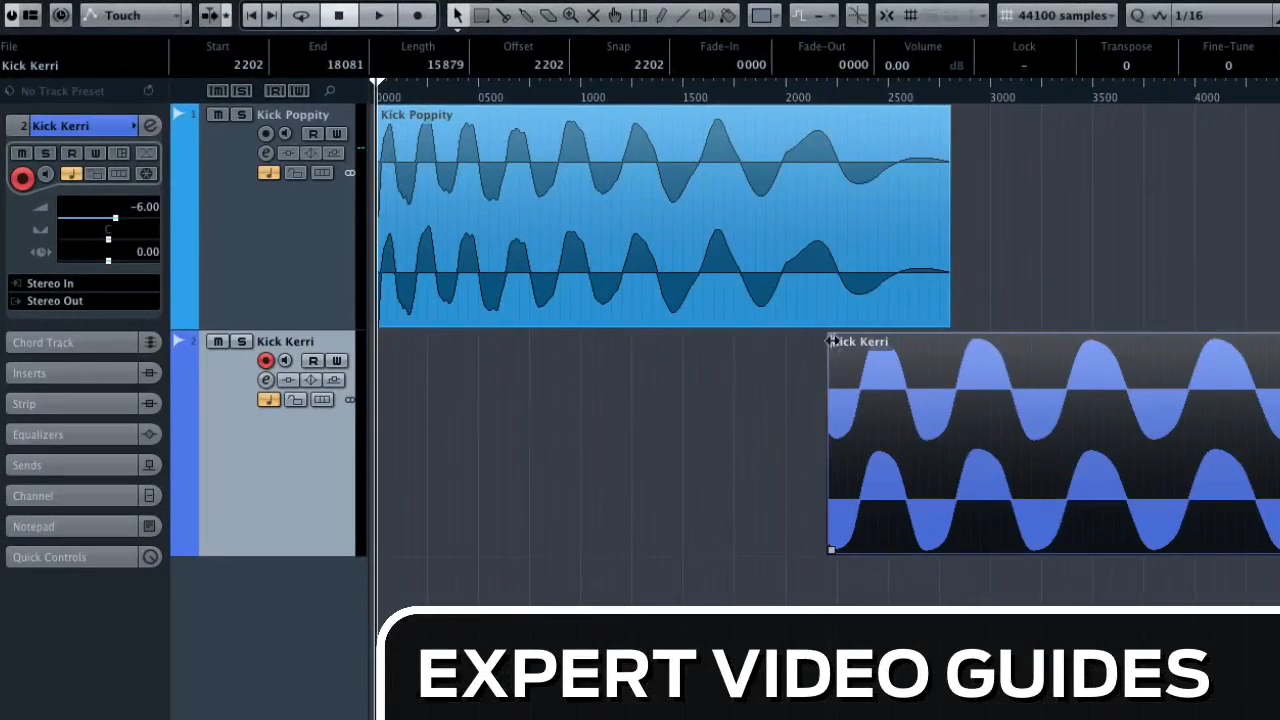 Touch
44100 samples
1/16
File
Kick Kerri
Start
2202
End
18081
Length
15879
Offset
2202
Snap
2202
Fade-In
0000
Fade-Out
0000
Volume
0.00 dB
Lock
-
Transpose
0
Fine-Tune
0
No Track Preset
M S R W
0000 0500 1000 1500 2000 2500 3000 3500 4000
2 Kick Kerri
M S R W
-6.00
C
0.00
Stereo In
Stereo Out
Chord Track
Inserts
Strip
Equalizers
Sends
Channel
Notepad
Quick Controls
1 M S Kick Poppity
R W
e
2 M S Kick Kerri
R W
e
Kick Poppity
Kick Kerri
EXPERT VIDEO GUIDES